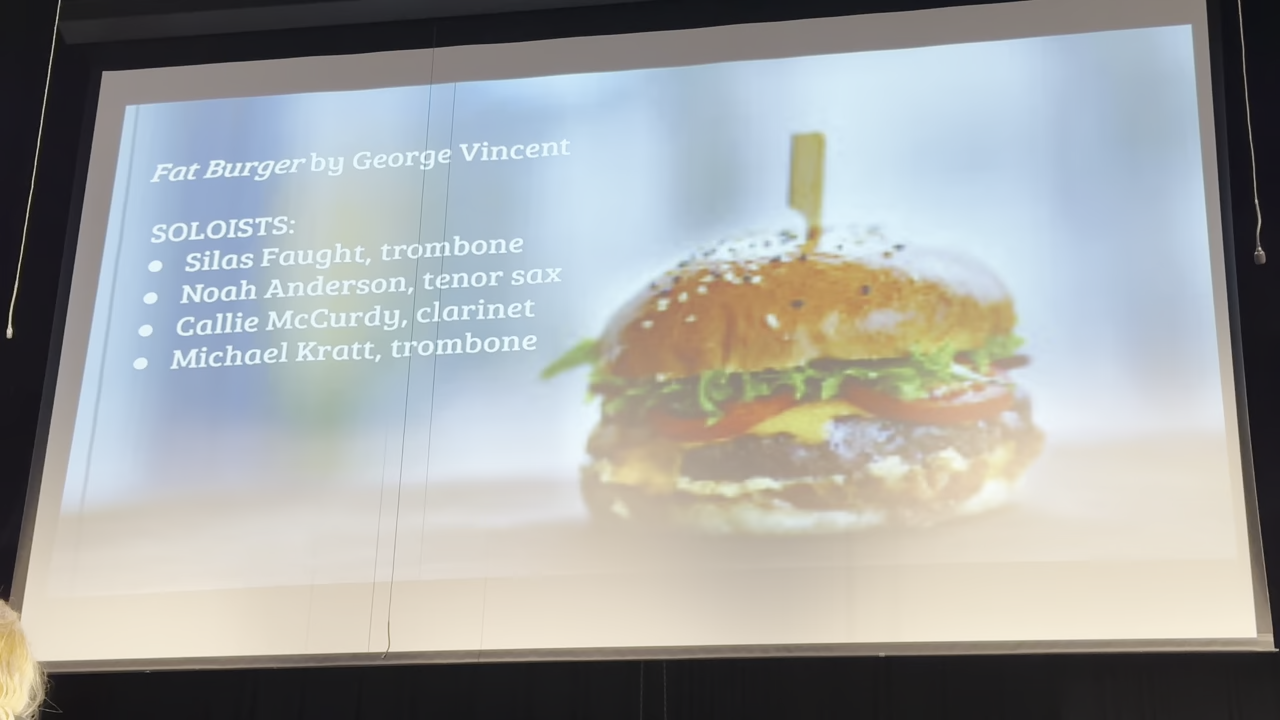 Fat Burger by George Vincent
SOLOISTS:
● Silas Faught, trombone
● Noah Anderson, tenor sax
● Callie McCurdy, clarinet
● Michael Kratt, trombone